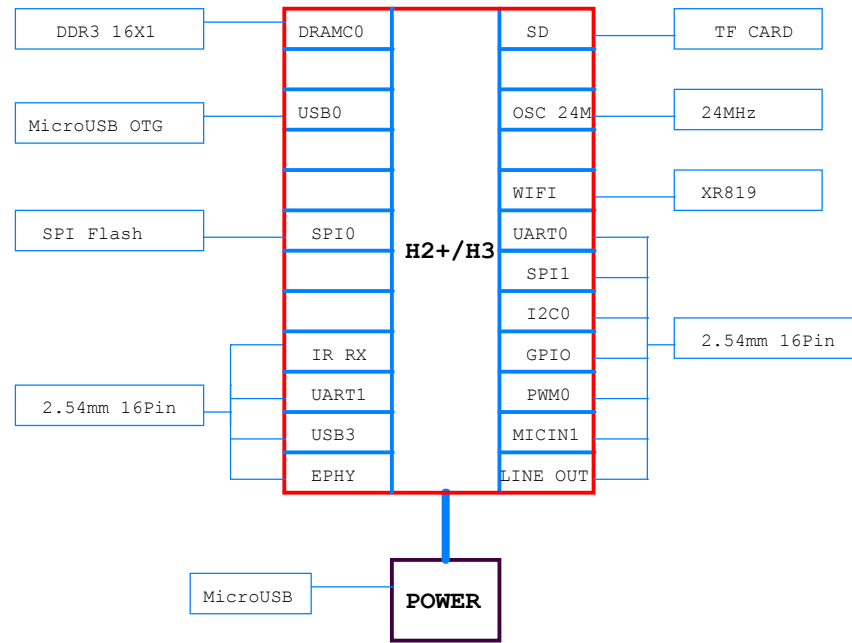 DDR3 16X1
DRAMC0
SD
TF CARD
MicroUSB OTG
USB0
OSC 24M
24MHz
WIFI
XR819
SPI Flash
SPI0
UART0
H2+/H3
SPI1
I2C0
IR RX
GPIO
2.54mm 16Pin
2.54mm 16Pin
UART1
PWM0
USB3
MICIN1
EPHY
LINE OUT
MicroUSB
POWER